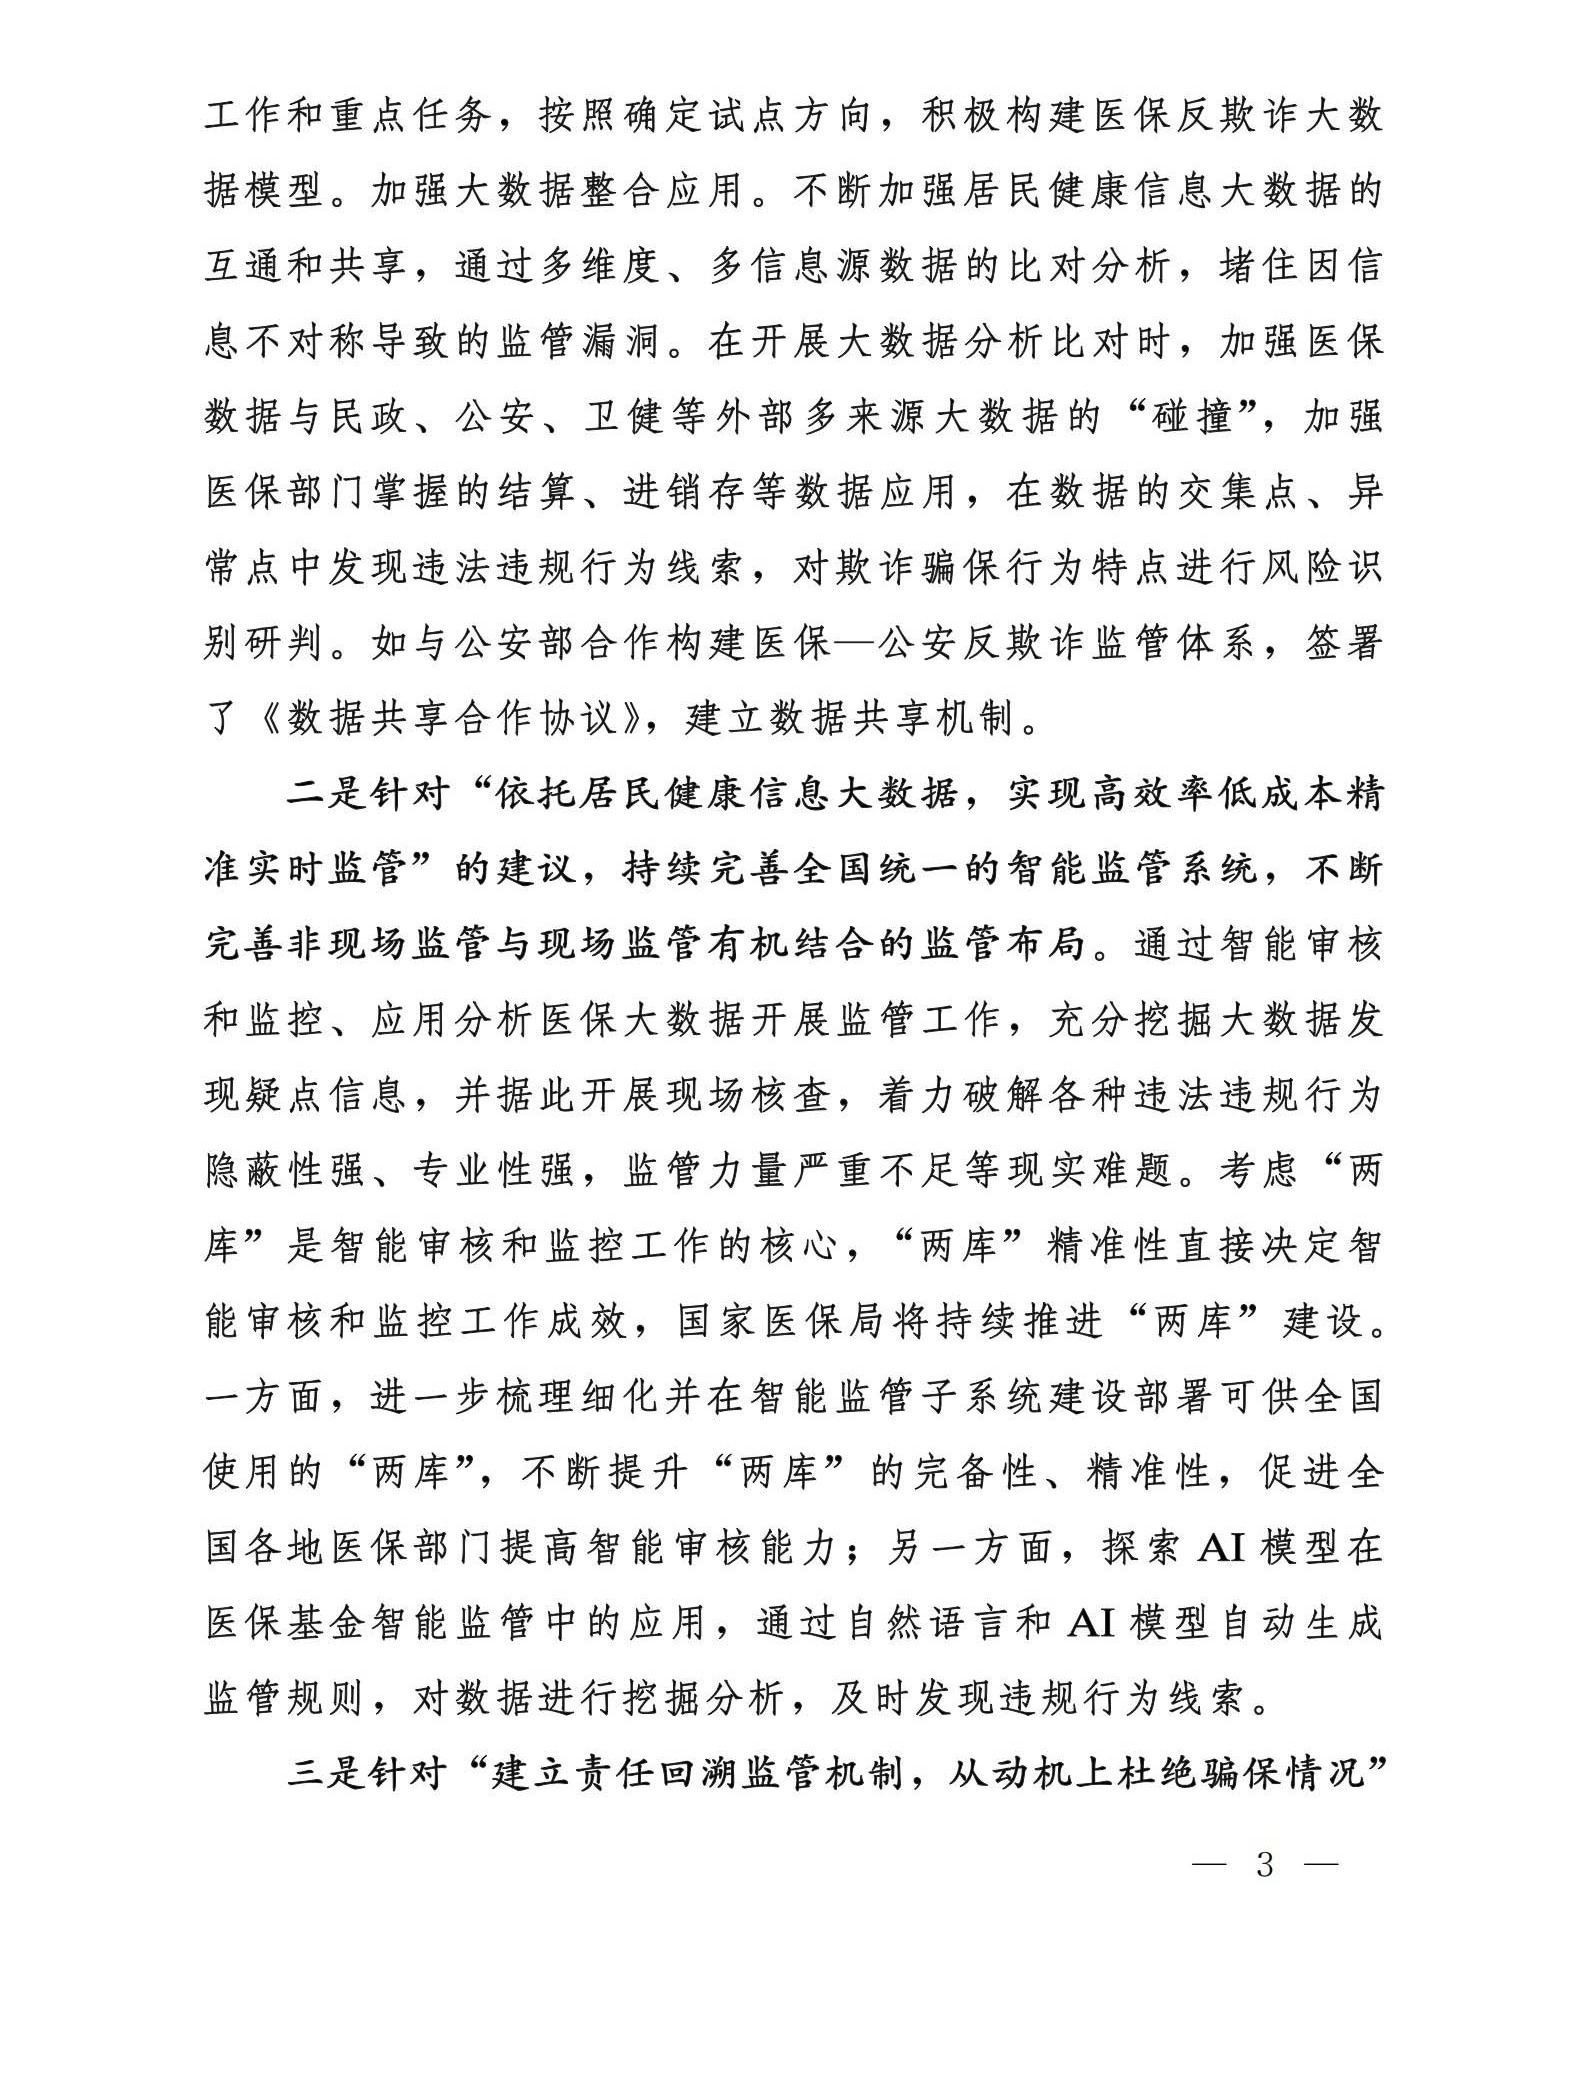 工作和重点任务，按照确定试点方向，积极构建医保反欺诈大数
据模型。加强大数据整合应用。不断加强居民健康信息大数据的
互通和共享，通过多维度、多信息源数据的比对分析，堵住因信
息不对称导致的监管漏洞。在开展大数据分析比对时，加强医保
数据与民政、公安、卫健等外部多来源大数据的“碰撞”，加强
医保部门掌握的结算、进销存等数据应用，在数据的交集点、异
常点中发现违法违规行为线索，对欺诈骗保行为特点进行风险识
别研判。如与公安部合作构建医保—公安反欺诈监管体系，签署
了《数据共享合作协议》，建立数据共享机制。
二是针对“依托居民健康信息大数据，实现高效率低成本精
准实时监管”的建议，持续完善全国统一的智能监管系统，不断
完善非现场监管与现场监管有机结合的监管布局。通过智能审核
和监控、应用分析医保大数据开展监管工作，充分挖掘大数据发
现疑点信息，并据此开展现场核查，着力破解各种违法违规行为
隐蔽性强、专业性强，监管力量严重不足等现实难题。考虑“两
库”是智能审核和监控工作的核心，“两库”精准性直接决定智
能审核和监控工作成效，国家医保局将持续推进“两库”建设。
一方面，进一步梳理细化并在智能监管子系统建设部署可供全国
使用的“两库”，不断提升“两库”的完备性、精准性，促进全
国各地医保部门提高智能审核能力；另一方面，探索 AI 模型在
医保基金智能监管中的应用，通过自然语言和 AI 模型自动生成
监管规则，对数据进行挖掘分析，及时发现违规行为线索。
三是针对“建立责任回溯监管机制，从动机上杜绝骗保情况”
— 3 —